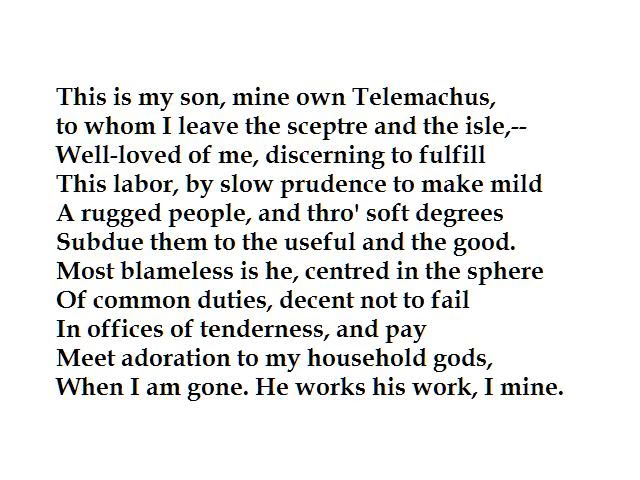 This is my son, mine own Telemachus,
to whom I leave the sceptre and the isle,--
Well-loved of me, discerning to fulfill
This labor, by slow prudence to make mild
A rugged people, and thro' soft degrees
Subdue them to the useful and the good.
Most blameless is he, centred in the sphere
Of common duties, decent not to fail
In offices of tenderness, and pay
Meet adoration to my household gods,
When I am gone. He works his work, I mine.